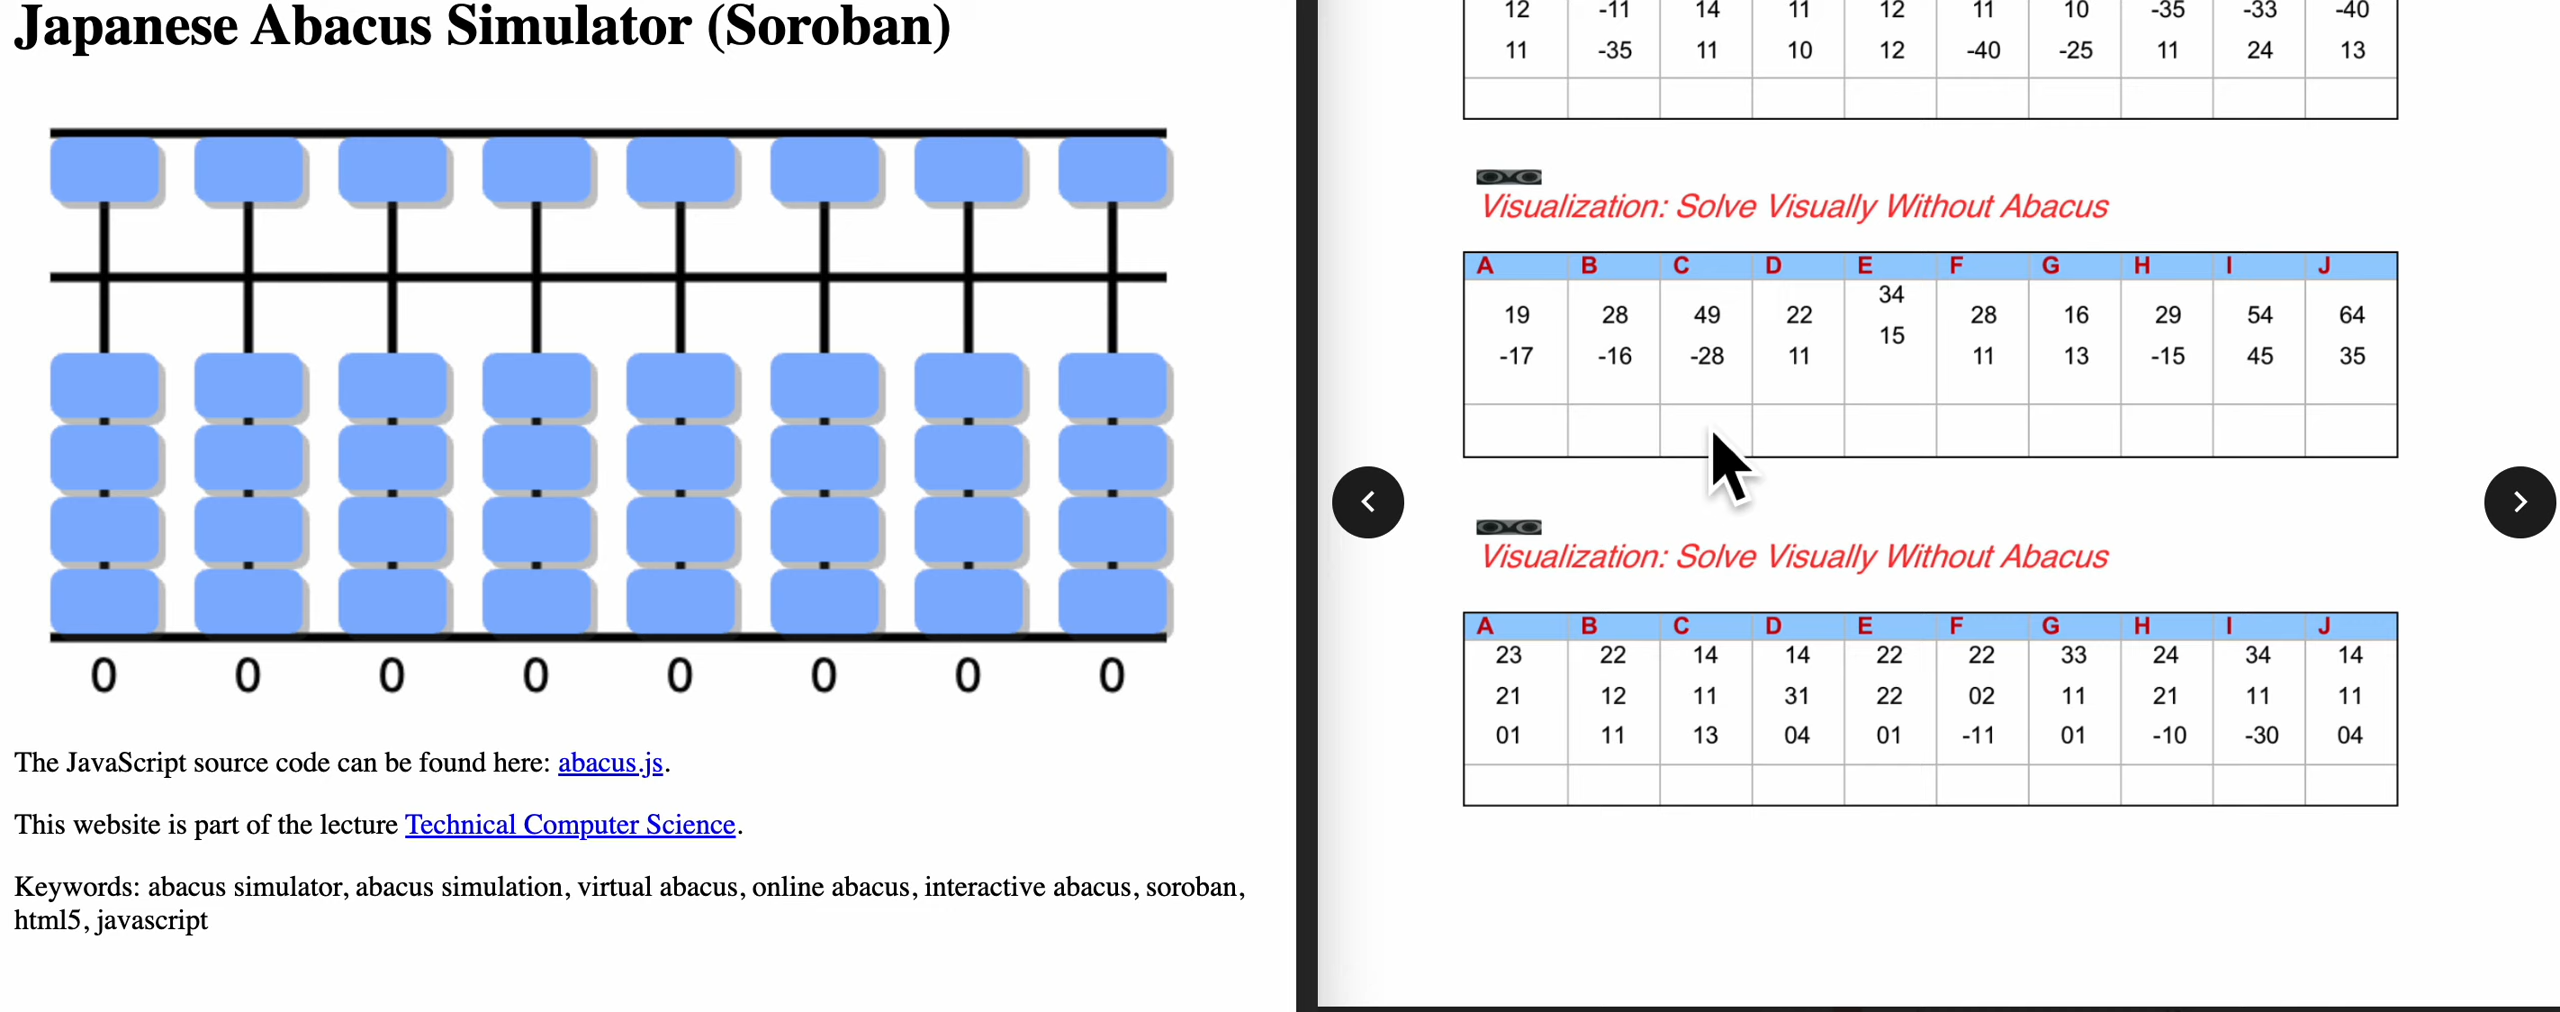 Japanese Abacus Simulator (Soroban)
0 0 0 0 0 0 0 0
The JavaScript source code can be found here: abacus.js.
This website is part of the lecture Technical Computer Science.
Keywords: abacus simulator, abacus simulation, virtual abacus, online abacus, interactive abacus, soroban,
html5, javascript
12 -11 14 11 12 11 10 -35 -33 -40
11 -35 11 10 12 -40 -25 11 24 13
Visualization: Solve Visually Without Abacus
A B C D E F G H I J
34
19 28 49 22 28 16 29 54 64
15
-17 -16 -28 11 11 13 -15 45 35
Visualization: Solve Visually Without Abacus
A B C D E F G H I J
23 22 14 14 22 22 33 24 34 14
21 12 11 31 22 02 11 21 11 11
01 11 13 04 01 -11 01 -10 -30 04